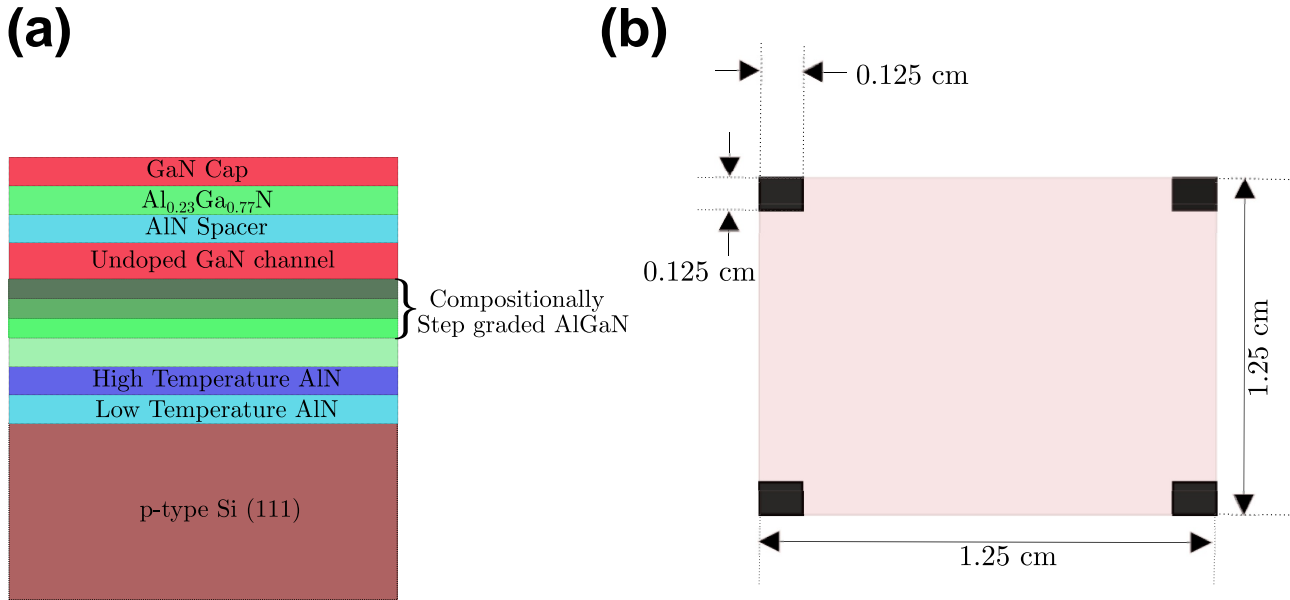 (a)
GaN Cap
Al₀.₂₃Ga₀.₇₇N
AlN Spacer
Undoped GaN channel
Compositionally
Step graded AlGaN
High Temperature AlN
Low Temperature AlN
p-type Si (111)
(b)
0.125 cm
0.125 cm
1.25 cm
1.25 cm